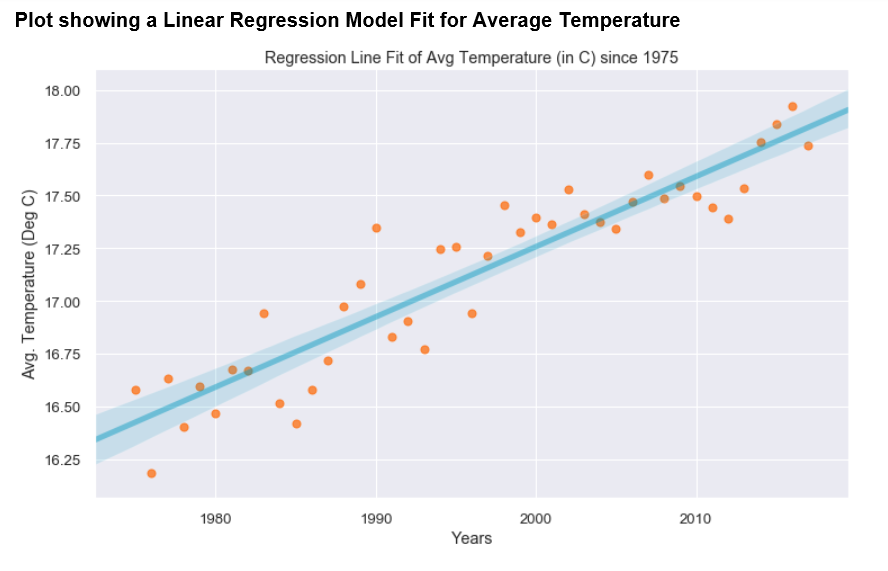 Plot showing a Linear Regression Model Fit for Average Temperature
Regression Line Fit of Avg Temperature (in C) since 1975
18.00
17.75
17.50
17.25
17.00
16.75
16.50
16.25
Avg. Temperature (Deg C)
1980 1990 2000 2010
Years